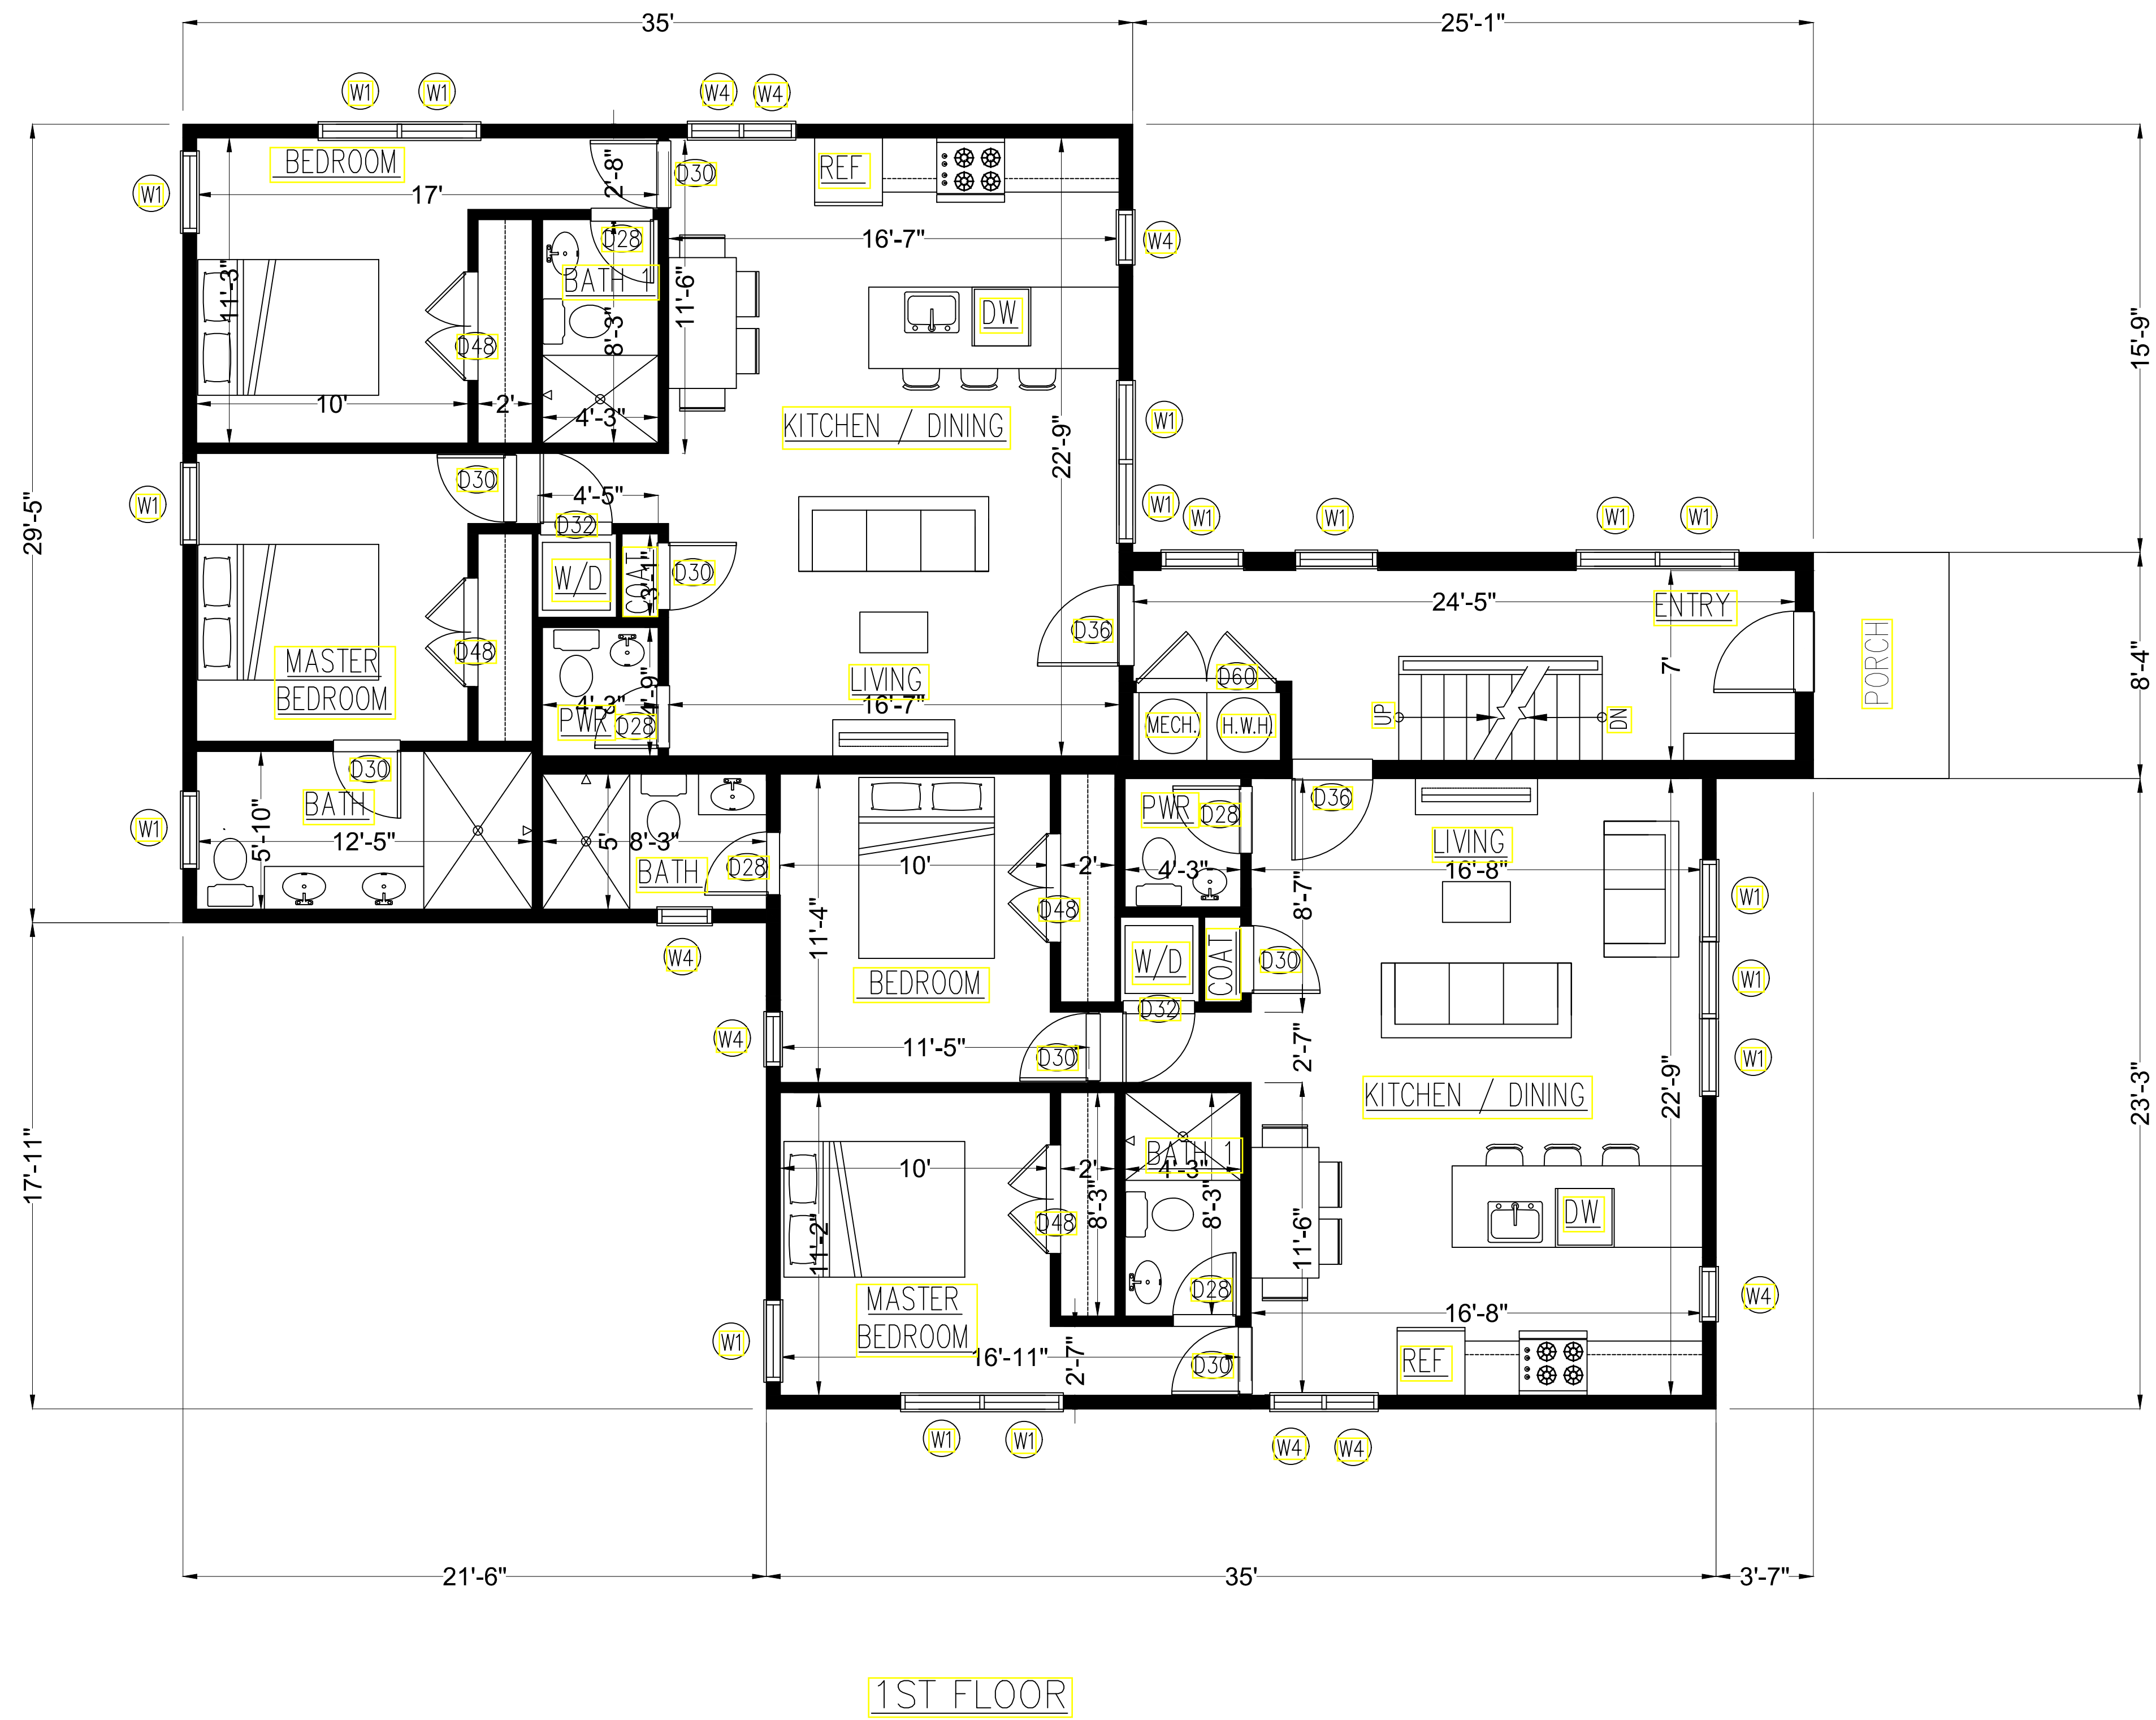 35'
25'-1"
W1
W1
W4
W4
BEDROOM
2'-8"
D30
REF
W1
17'
16'-7"
D28
W4
BATH 1
11'-3"
11'-6"
8'-3"
DW
15'-9"
D48
10'
2'
4'-3"
KITCHEN / DINING
22'-9"
W1
D30
4'-5"
W1
W1
W1
W1
W1
W1
29'-5"
D32
W/D
COAT
3'-1"
D30
24'-5"
ENTRY
D36
MASTER
BEDROOM
D48
LIVING
16'-7"
4'-9"
4'-3"
PWR
D28
D60
MECH.
H.W.H.
UP
DN
7'
PORCH
8'-4"
D30
BATH
W1
5'-10"
12'-5"
5'
8'-3"
BATH
D28
W4
10'
2'
11'-4"
D48
BEDROOM
PWR
D28
4'-3"
D36
LIVING
16'-8"
8'-7"
W1
W/D
COAT
D30
W1
W4
11'-5"
D30
D32
2'-7"
W1
KITCHEN / DINING
22'-9"
23'-3"
17'-11"
10'
2'
BATH 1
4'-3"
11'-2"
D48
8'-3"
8'-3"
11'-6"
DW
MASTER
BEDROOM
D28
W4
W1
16'-11"
2'-7"
D30
16'-8"
REF
W1
W1
W4
W4
21'-6"
35'
3'-7"
1ST FLOOR